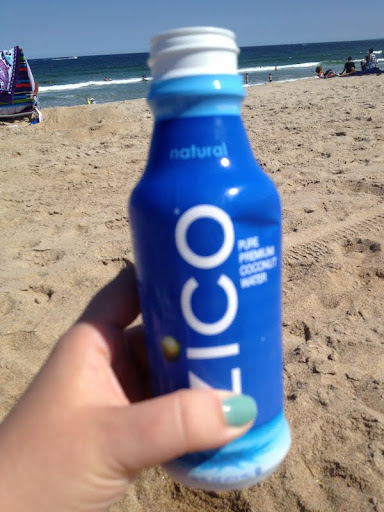 natural
ZICO
PURE
PREMIUM
COCONUT
WATER